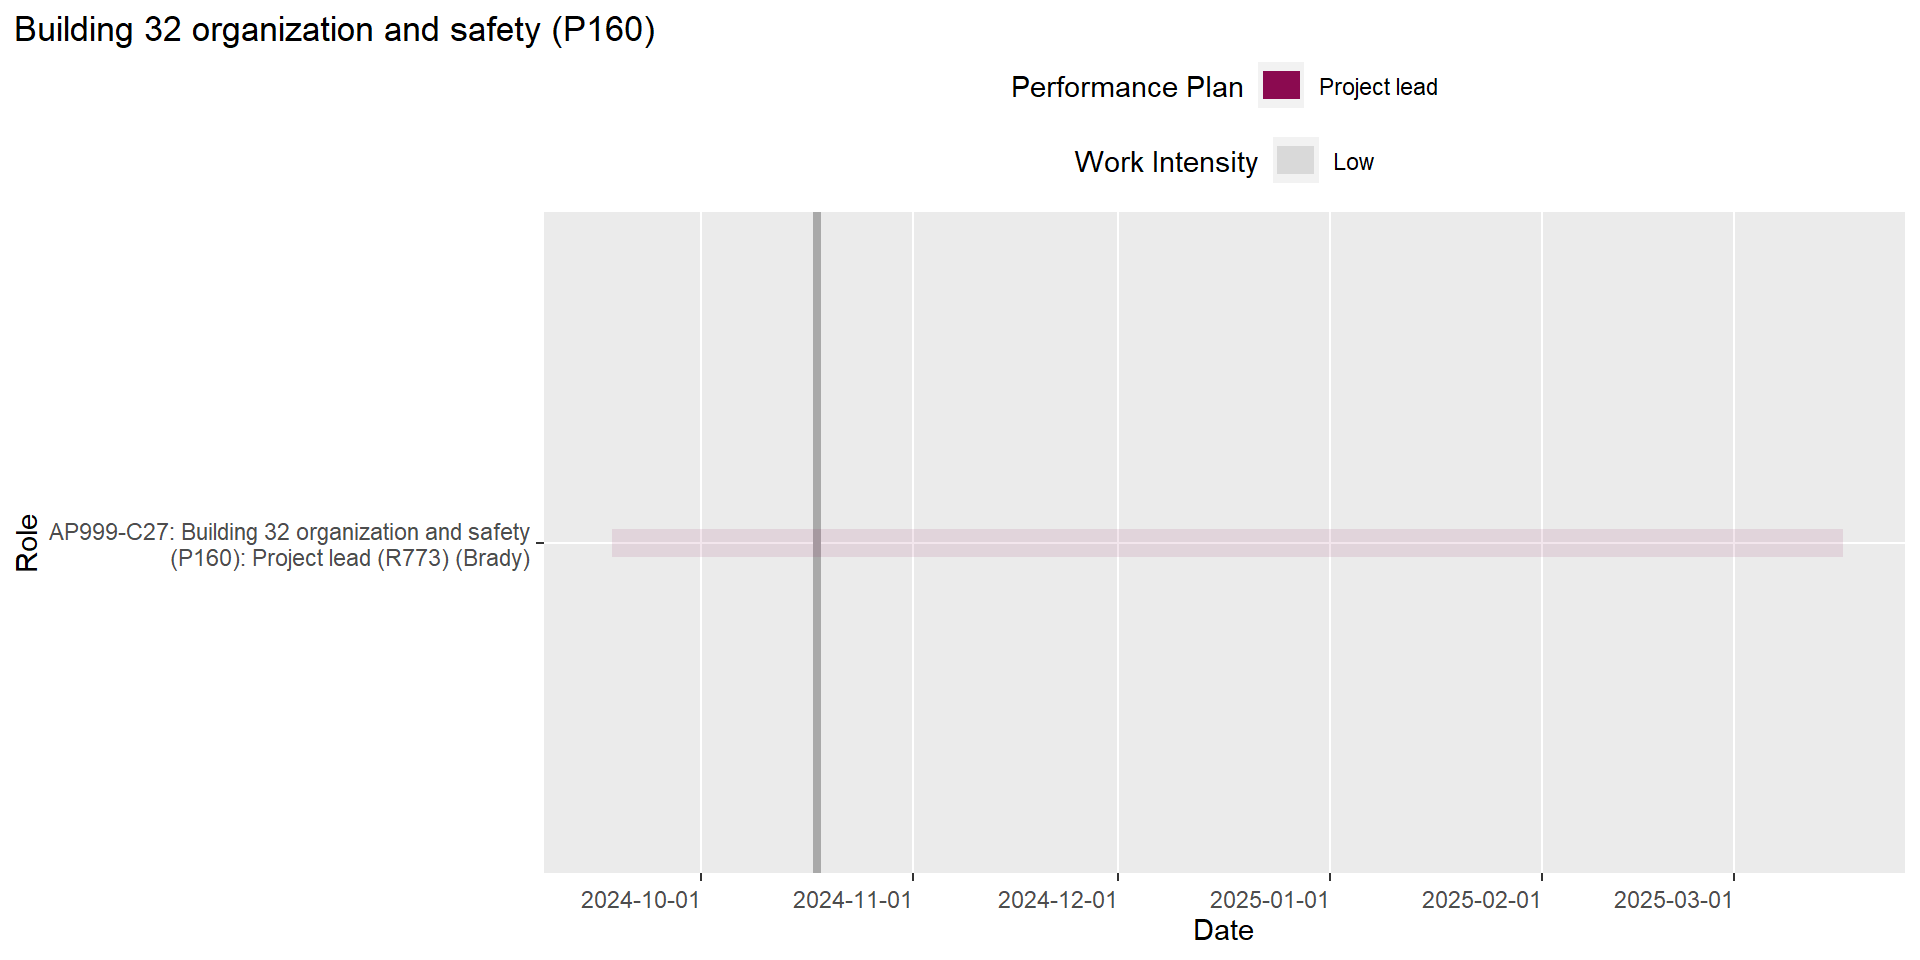 Building 32 organization and safety (P160)
Performance Plan Project lead
Work Intensity Low
Role
AP999-C27: Building 32 organization and safety
(P160): Project lead (R773) (Brady)
2024-10-01 2024-11-01 2024-12-01 2025-01-01 2025-02-01 2025-03-01
Date